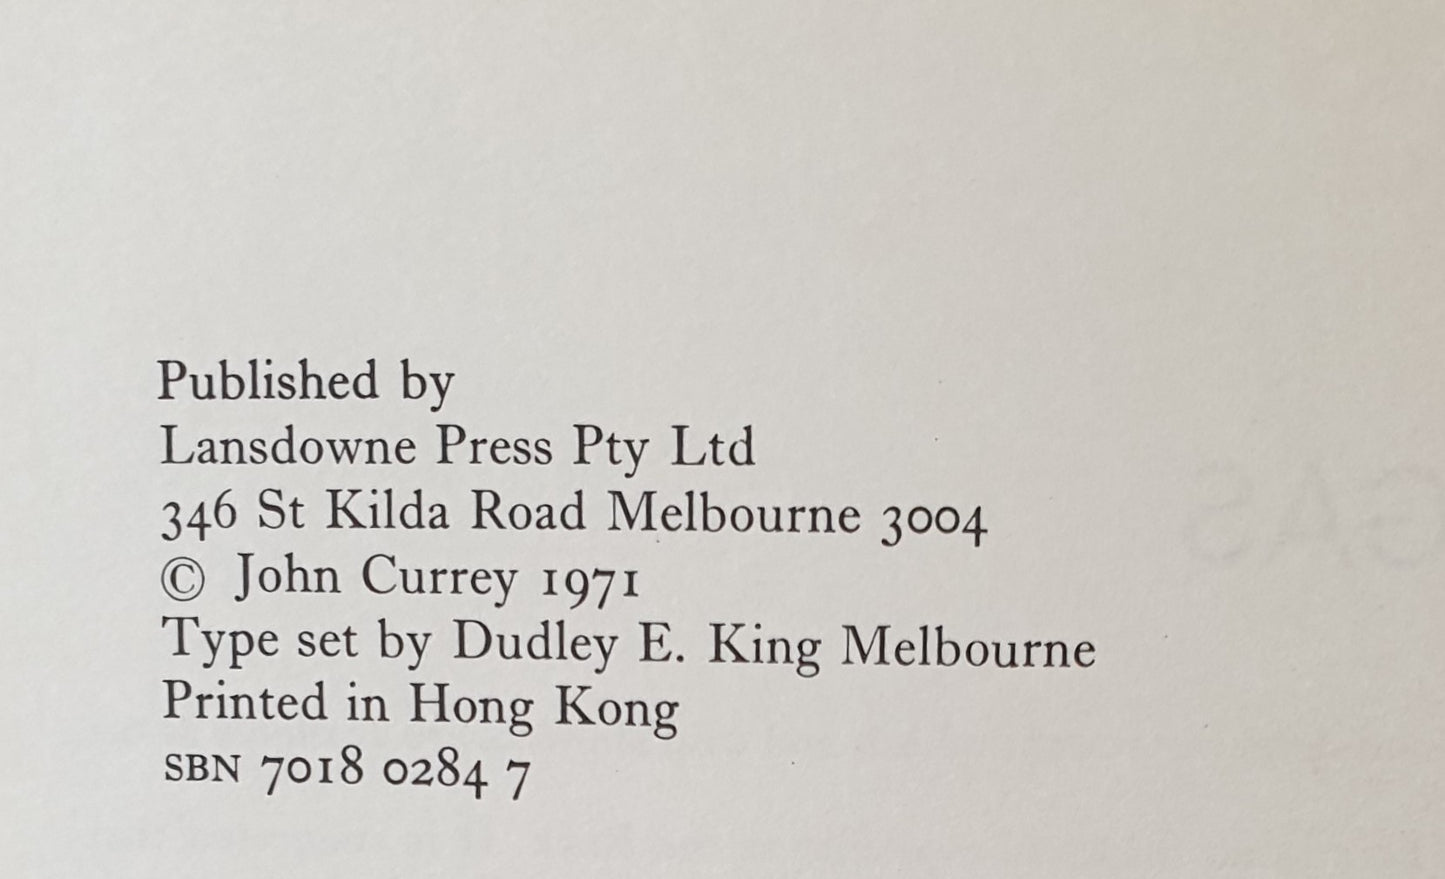 Published by
Lansdowne Press Pty Ltd
346 St Kilda Road Melbourne 3004
© John Currey 1971
Type set by Dudley E. King Melbourne
Printed in Hong Kong
SBN 7018 0284 7